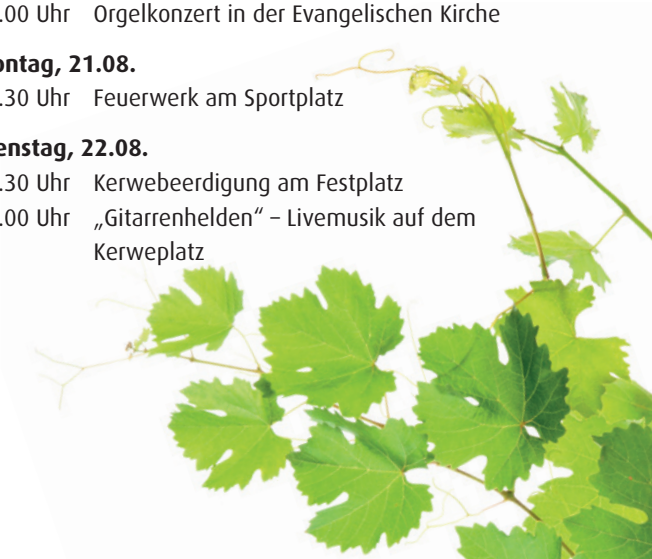 .00 Uhr Orgelkonzert in der Evangelischen Kirche
ontag, 21.08.
.30 Uhr Feuerwerk am Sportplatz
enstag, 22.08.
.30 Uhr Kerwebeerdigung am Festplatz
.00 Uhr „Gitarrenhelden“ – Livemusik auf dem
Kerweplatz